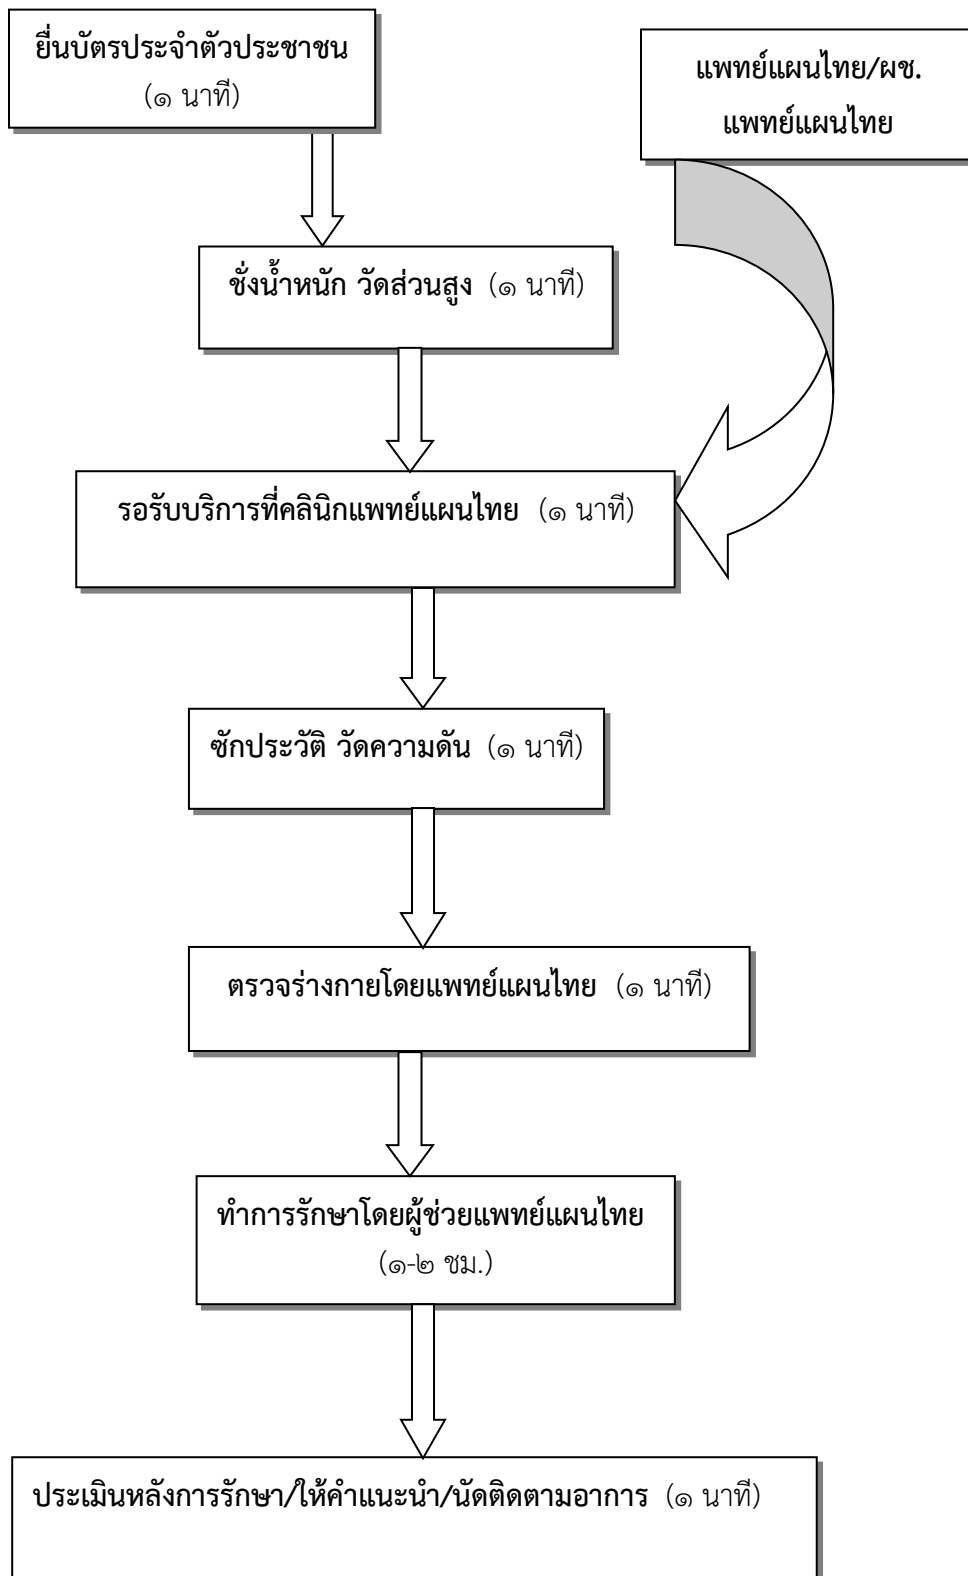 ยื่นบัตรประจำตัวประชาชน
(๑ นาที)
แพทย์แผนไทย/ผช.
แพทย์แผนไทย
ชั่งน้ำหนัก วัดส่วนสูง (๑ นาที)
รอรับบริการที่คลินิกแพทย์แผนไทย (๑ นาที)
ซักประวัติ วัดความดัน (๑ นาที)
ตรวจร่างกายโดยแพทย์แผนไทย (๑ นาที)
ทำการรักษาโดยผู้ช่วยแพทย์แผนไทย
(๑-๒ ชม.)
ประเมินหลังการรักษา/ให้คำแนะนำ/นัดติดตามอาการ (๑ นาที)